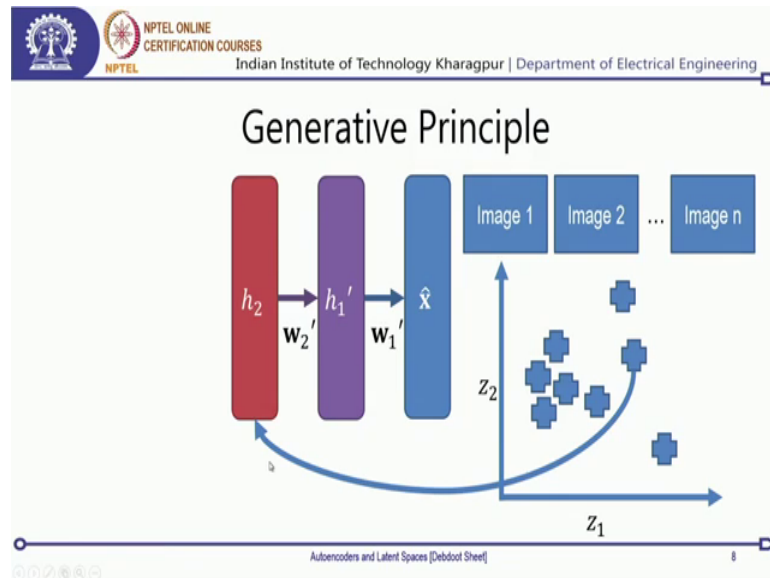 NPTEL ONLINE
CERTIFICATION COURSES
NPTEL
Indian Institute of Technology Kharagpur | Department of Electrical Engineering
Generative Principle
Image 1 Image 2 ... Image n
h₂ h₁′ x̂
w₂′ w₁′
z₂
z₁
Autoencoders and Latent Spaces [Debdoot Sheet]
8